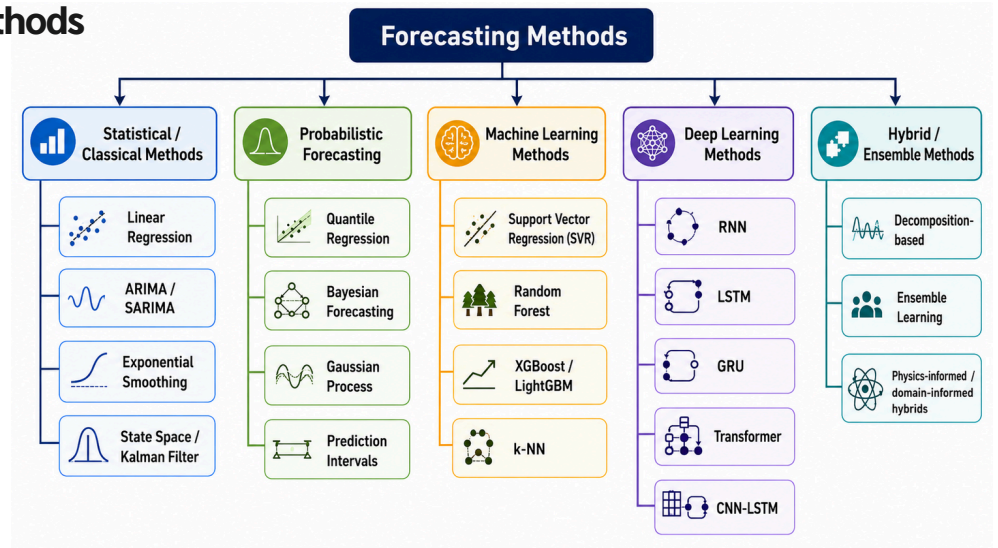 thods
Forecasting Methods
Statistical /
Classical Methods
Linear
Regression
ARIMA /
SARIMA
Exponential
Smoothing
State Space /
Kalman Filter
Probabilistic
Forecasting
Quantile
Regression
Bayesian
Forecasting
Gaussian
Process
Prediction
Intervals
Machine Learning
Methods
Support Vector
Regression (SVR)
Random
Forest
XGBoost /
LightGBM
k-NN
Deep Learning
Methods
RNN
LSTM
GRU
Transformer
CNN-LSTM
Hybrid /
Ensemble Methods
Decomposition-
based
Ensemble
Learning
Physics-informed /
domain-informed
hybrids